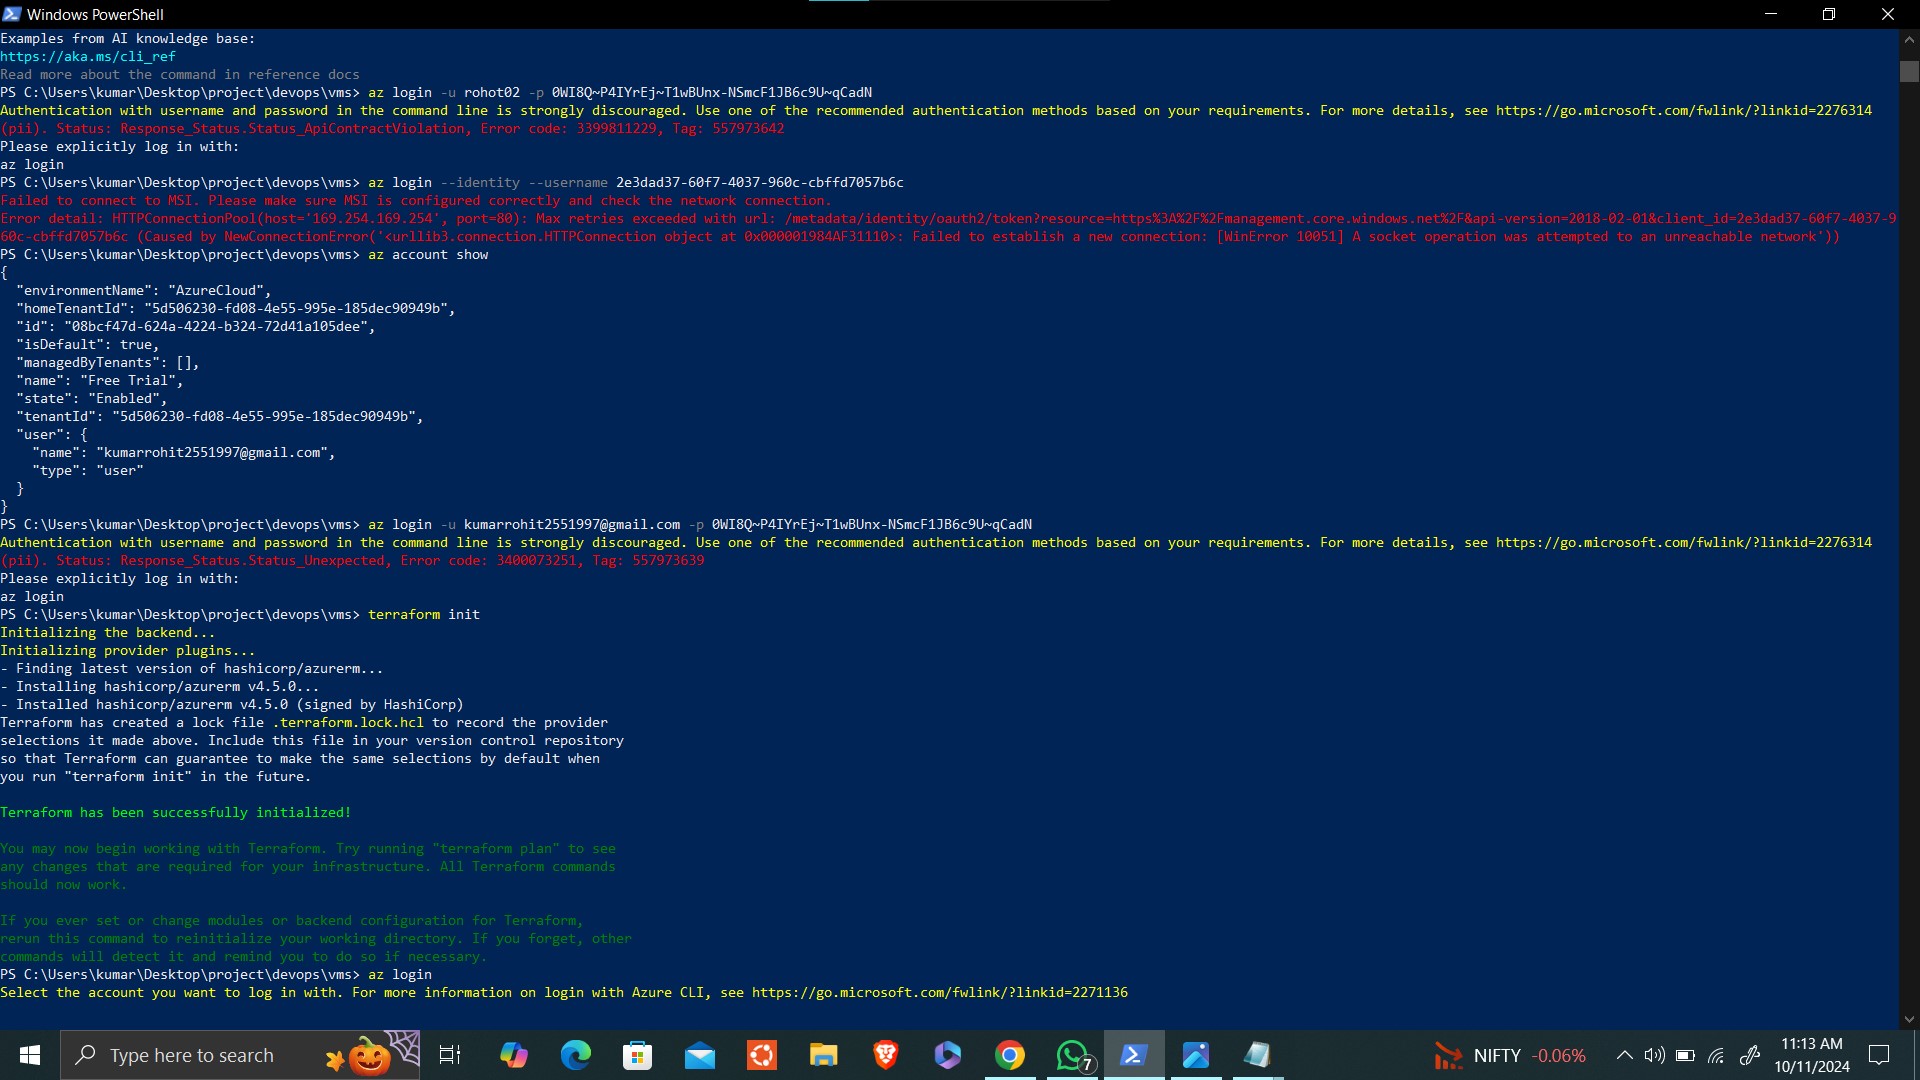 Windows PowerShell
Examples from AI knowledge base:
https://aka.ms/cli_ref
Read more about the command in reference docs
PS C:\Users\kumar\Desktop\project\devops\vms> az login -u rohot02 -p 0WI8Q~P4IYrEj~T1wBUnx-NSmcF1JB6c9U~qCadN
Authentication with username and password in the command line is strongly discouraged. Use one of the recommended authentication methods based on your requirements. For more details, see https://go.microsoft.com/fwlink/?linkid=2276314
(pii). Status: Response_Status.Status_ApiContractViolation, Error code: 3399811229, Tag: 557973642
Please explicitly log in with:
az login
PS C:\Users\kumar\Desktop\project\devops\vms> az login --identity --username 2e3dad37-60f7-4037-960c-cbffd7057b6c
Failed to connect to MSI. Please make sure MSI is configured correctly and check the network connection.
Error detail: HTTPConnectionPool(host='169.254.169.254', port=80): Max retries exceeded with url: /metadata/identity/oauth2/token?resource=https%3A%2F%2Fmanagement.core.windows.net%2F&api-version=2018-02-01&client_id=2e3dad37-60f7-4037-9
60c-cbffd7057b6c (Caused by NewConnectionError('<urllib3.connection.HTTPConnection object at 0x000001984AF31110>: Failed to establish a new connection: [WinError 10051] A socket operation was attempted to an unreachable network'))
PS C:\Users\kumar\Desktop\project\devops\vms> az account show
{
  "environmentName": "AzureCloud",
  "homeTenantId": "5d506230-fd08-4e55-995e-185dec90949b",
  "id": "08bcf47d-624a-4224-b324-72d41a105dee",
  "isDefault": true,
  "managedByTenants": [],
  "name": "Free Trial",
  "state": "Enabled",
  "tenantId": "5d506230-fd08-4e55-995e-185dec90949b",
  "user": {
    "name": "kumarrohit2551997@gmail.com",
    "type": "user"
  }
}
PS C:\Users\kumar\Desktop\project\devops\vms> az login -u kumarrohit2551997@gmail.com -p 0WI8Q~P4IYrEj~T1wBUnx-NSmcF1JB6c9U~qCadN
Authentication with username and password in the command line is strongly discouraged. Use one of the recommended authentication methods based on your requirements. For more details, see https://go.microsoft.com/fwlink/?linkid=2276314
(pii). Status: Response_Status.Status_Unexpected, Error code: 3400073251, Tag: 557973639
Please explicitly log in with:
az login
PS C:\Users\kumar\Desktop\project\devops\vms> terraform init
Initializing the backend...
Initializing provider plugins...
- Finding latest version of hashicorp/azurerm...
- Installing hashicorp/azurerm v4.5.0...
- Installed hashicorp/azurerm v4.5.0 (signed by HashiCorp)
Terraform has created a lock file .terraform.lock.hcl to record the provider
selections it made above. Include this file in your version control repository
so that Terraform can guarantee to make the same selections by default when
you run "terraform init" in the future.
Terraform has been successfully initialized!
You may now begin working with Terraform. Try running "terraform plan" to see
any changes that are required for your infrastructure. All Terraform commands
should now work.
If you ever set or change modules or backend configuration for Terraform,
rerun this command to reinitialize your working directory. If you forget, other
commands will detect it and remind you to do so if necessary.
PS C:\Users\kumar\Desktop\project\devops\vms> az login
Select the account you want to log in with. For more information on login with Azure CLI, see https://go.microsoft.com/fwlink/?linkid=2271136
Type here to search
7
NIFTY -0.06%
11:13 AM
10/11/2024